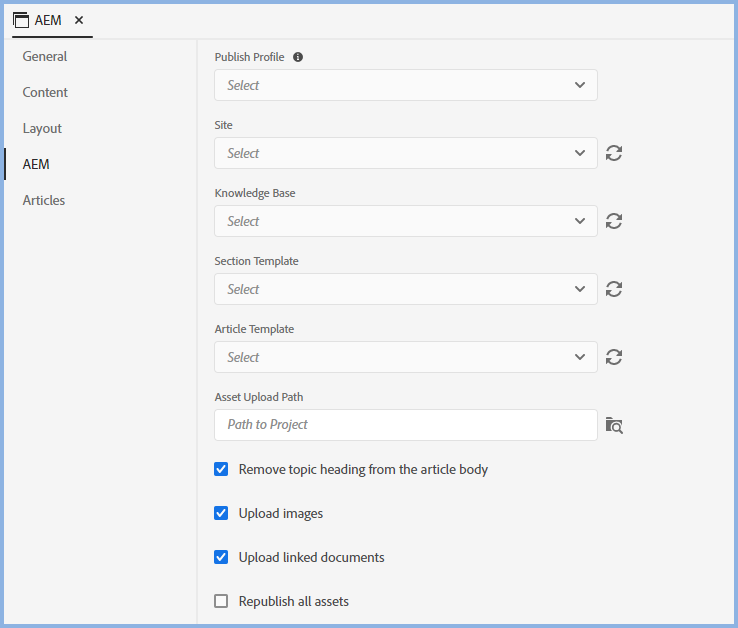 AEM
General
Content
Layout
AEM
Articles
Publish Profile
Select
Site
Select
Knowledge Base
Select
Section Template
Select
Article Template
Select
Asset Upload Path
Path to Project
Remove topic heading from the article body
Upload images
Upload linked documents
Republish all assets